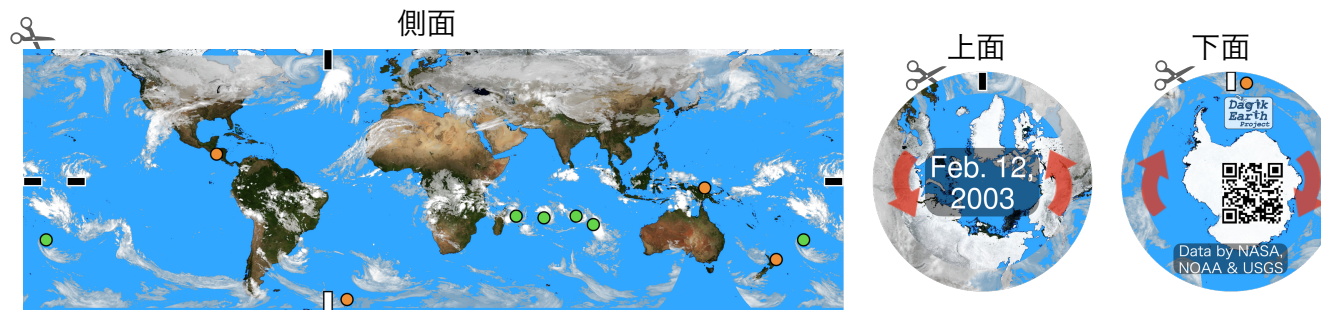 側面
上面
下面
Feb. 12,
2003
Dagik
Earth
Project
Data by NASA,
NOAA & USGS